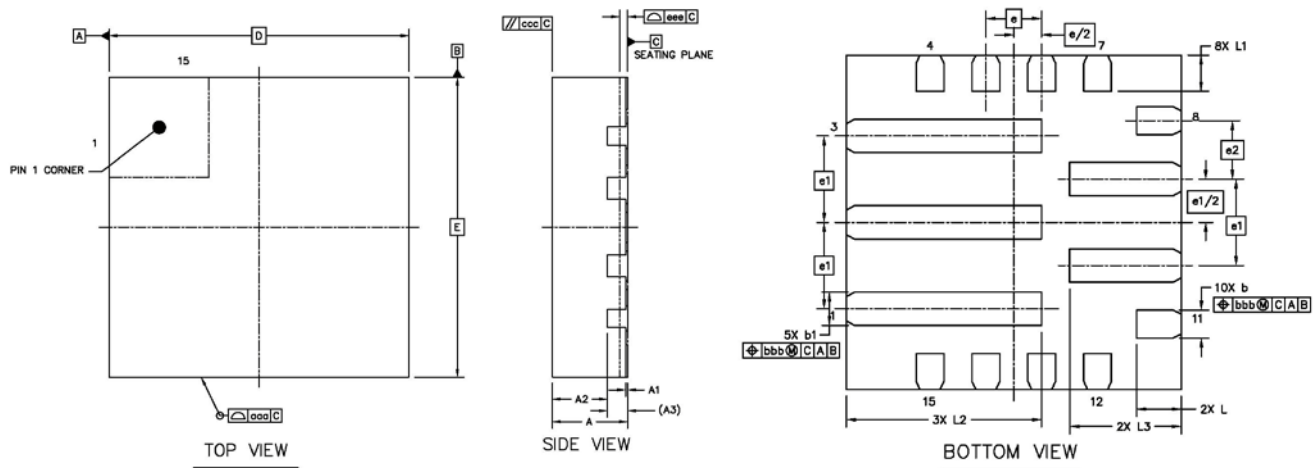 A
D
B
15
1
PIN 1 CORNER
E
⌓ aaa C
TOP VIEW
// ccc C
⌓ eee C
C
SEATING PLANE
A1
A2
(A3)
A
SIDE VIEW
e
e/2
4
7
8X L1
3
8
e2
e1
e1/2
e1
e1
10X b
⌖ bbb Ⓜ C A B
1
11
5X b1
⌖ bbb Ⓜ C A B
15
12
2X L
3X L2
2X L3
BOTTOM VIEW